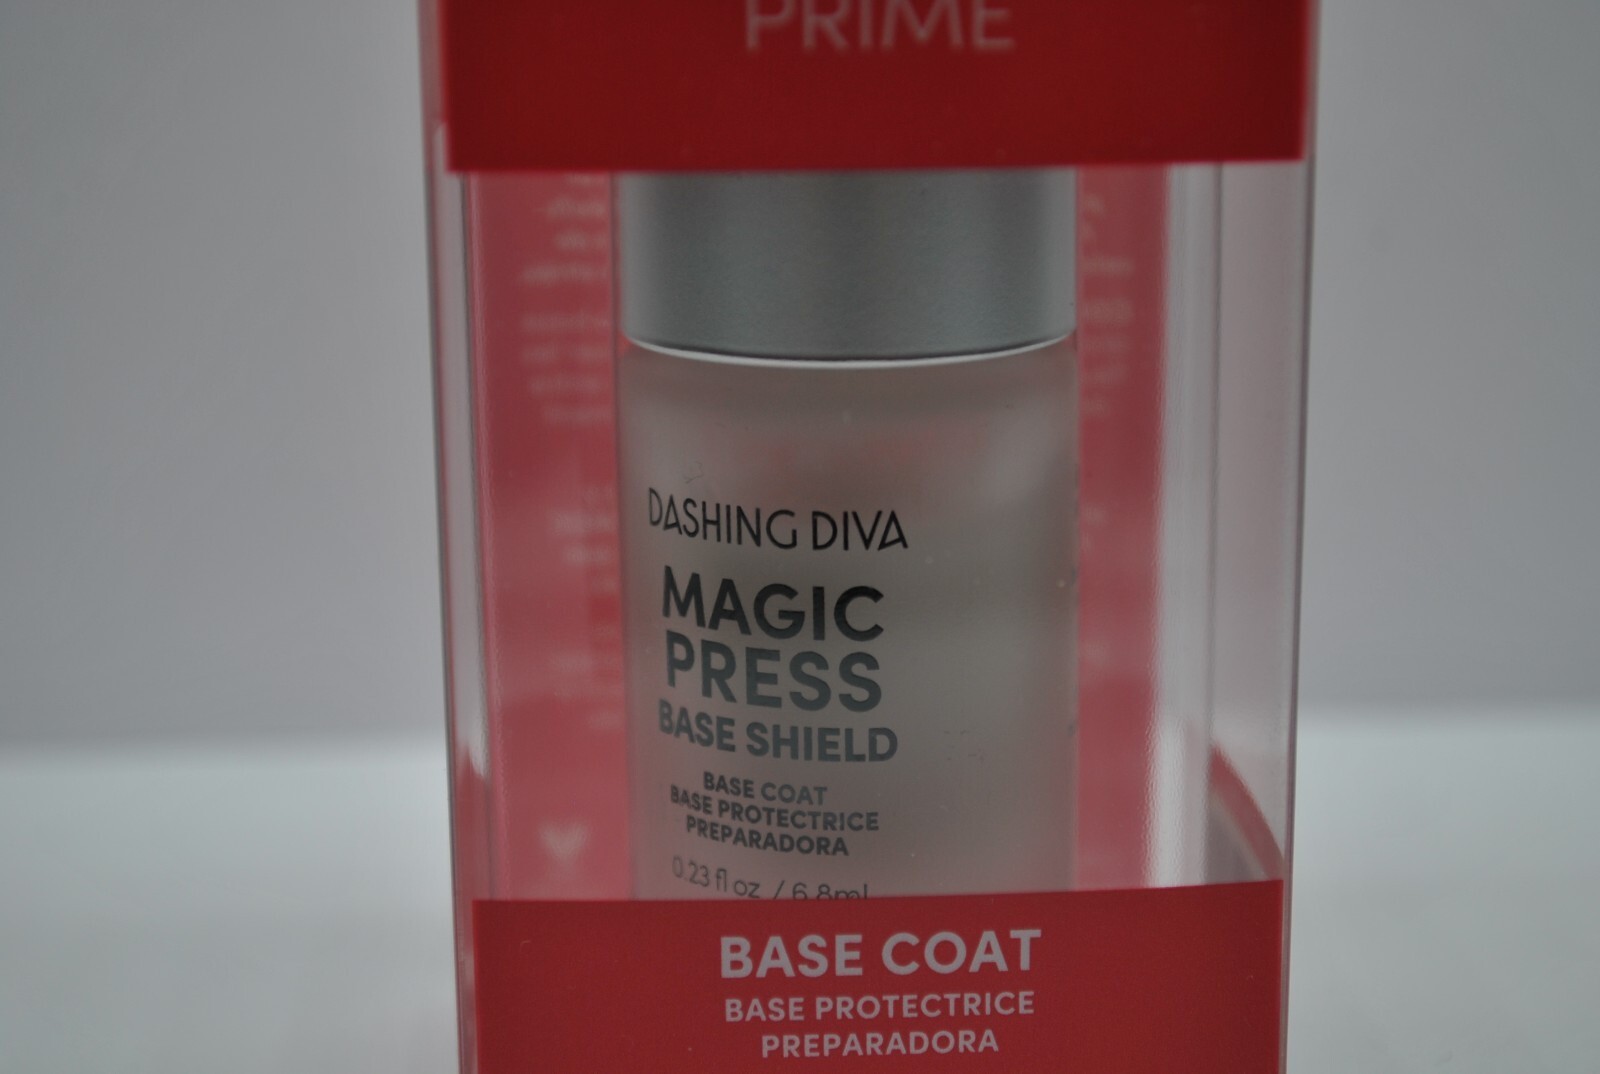 PRIME
DASHING DIVA
MAGIC
PRESS
BASE SHIELD
BASE COAT
BASE PROTECTRICE
PREPARADORA
0.23 fl oz / 6.8ml
BASE COAT
BASE PROTECTRICE
PREPARADORA